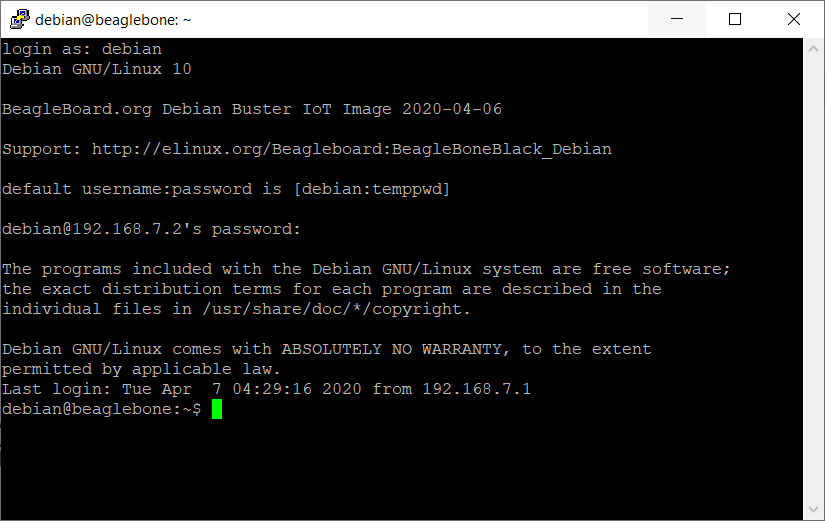 debian@beaglebone: ~
login as: debian
Debian GNU/Linux 10
BeagleBoard.org Debian Buster IoT Image 2020-04-06
Support: http://elinux.org/Beagleboard:BeagleBoneBlack_Debian
default username:password is [debian:temppwd]
debian@192.168.7.2's password:
The programs included with the Debian GNU/Linux system are free software;
the exact distribution terms for each program are described in the
individual files in /usr/share/doc/*/copyright.
Debian GNU/Linux comes with ABSOLUTELY NO WARRANTY, to the extent
permitted by applicable law.
Last login: Tue Apr  7 04:29:16 2020 from 192.168.7.1
debian@beaglebone:~$